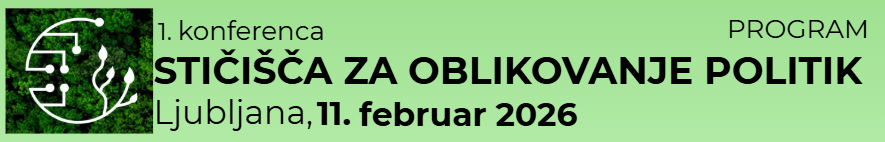 1. konferenca
PROGRAM
STIČIŠČA ZA OBLIKOVANJE POLITIK
Ljubljana, 11. februar 2026